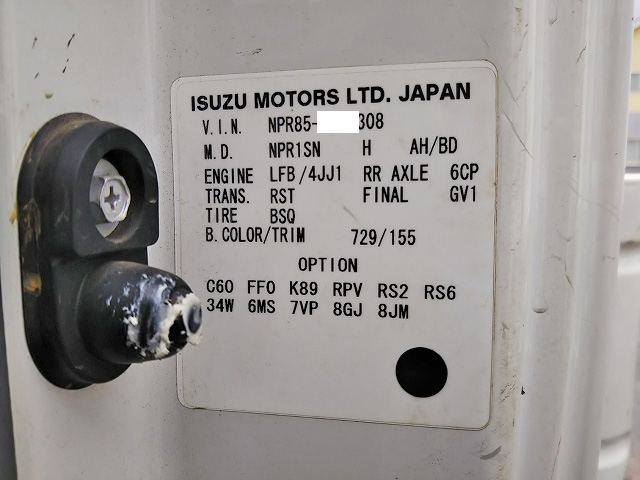 ISUZU MOTORS LTD. JAPAN
V.I.N. NPR85- 308
M.D. NPR1SN H AH/BD
ENGINE LFB/4JJ1 RR AXLE 6CP
TRANS. RST FINAL GV1
TIRE BSQ
B.COLOR/TRIM 729/155
OPTION
C60 FF0 K89 RPV RS2 RS6
34W 6MS 7VP 8GJ 8JM